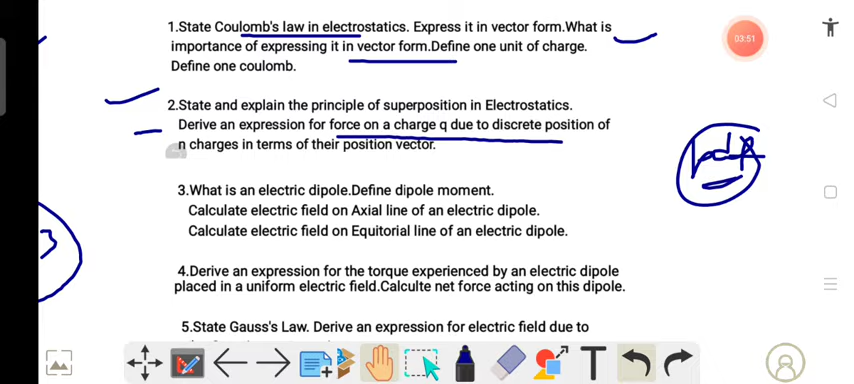 03:51
1.State Coulomb's law in electrostatics. Express it in vector form.What is
importance of expressing it in vector form.Define one unit of charge.
Define one coulomb.
2.State and explain the principle of superposition in Electrostatics.
Derive an expression for force on a charge q due to discrete position of
n charges in terms of their position vector.
3.What is an electric dipole.Define dipole moment.
Calculate electric field on Axial line of an electric dipole.
Calculate electric field on Equitorial line of an electric dipole.
4.Derive an expression for the torque experienced by an electric dipole
placed in a uniform electric field.Calculte net force acting on this dipole.
5.State Gauss's Law. Derive an expression for electric field due to
T